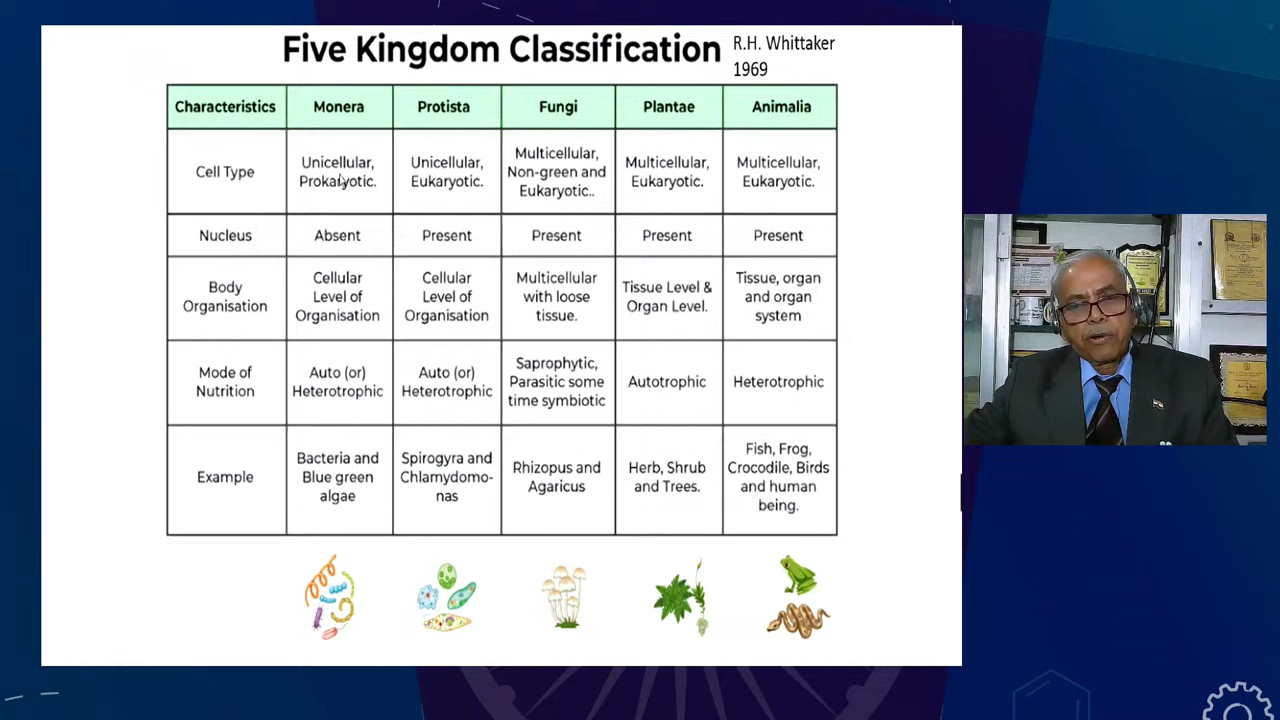 Five Kingdom Classification
R.H. Whittaker
1969
Characteristics
Monera
Protista
Fungi
Plantae
Animalia
Cell Type
Unicellular,
Prokaryotic.
Unicellular,
Eukaryotic.
Multicellular,
Non-green and
Eukaryotic..
Multicellular,
Eukaryotic.
Multicellular,
Eukaryotic.
Nucleus
Absent
Present
Present
Present
Present
Body
Organisation
Cellular
Level of
Organisation
Cellular
Level of
Organisation
Multicellular
with loose
tissue.
Tissue Level &
Organ Level.
Tissue, organ
and organ
system
Mode of
Nutrition
Auto (or)
Heterotrophic
Auto (or)
Heterotrophic
Saprophytic,
Parasitic some
time symbiotic
Autotrophic
Heterotrophic
Example
Bacteria and
Blue green
algae
Spirogyra and
Chlamydomo-
nas
Rhizopus and
Agaricus
Herb, Shrub
and Trees.
Fish, Frog,
Crocodile, Birds
and human
being.